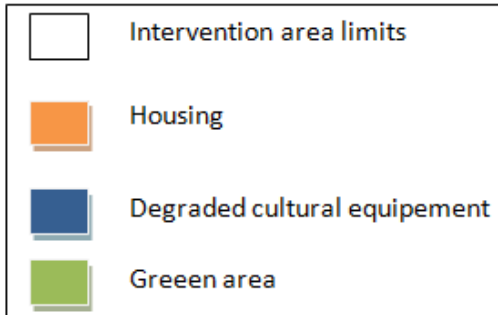 Intervention area limits
Housing
Degraded cultural equipement
Greeen area